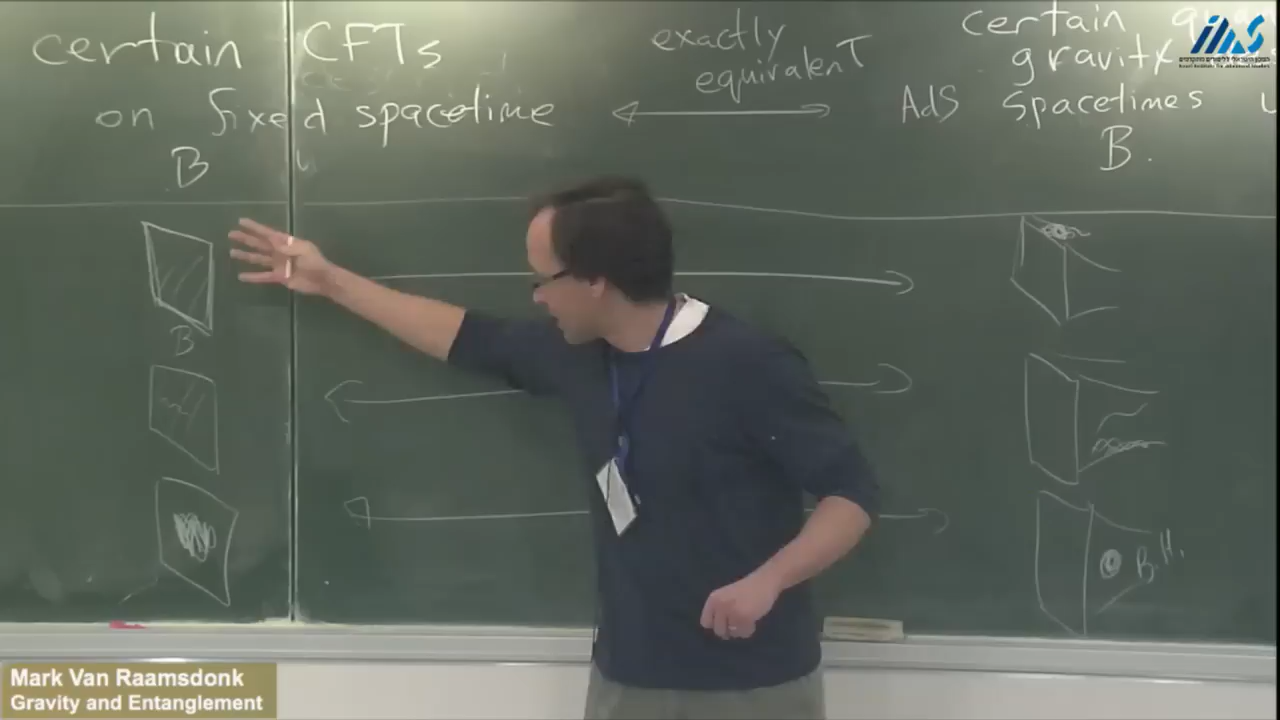 certain CFTs
on fixed spacetime
B
exactly
equivalent
certain
gravity
AdS spacetimes
B.
B
B.H.
Mark Van Raamsdonk
Gravity and Entanglement